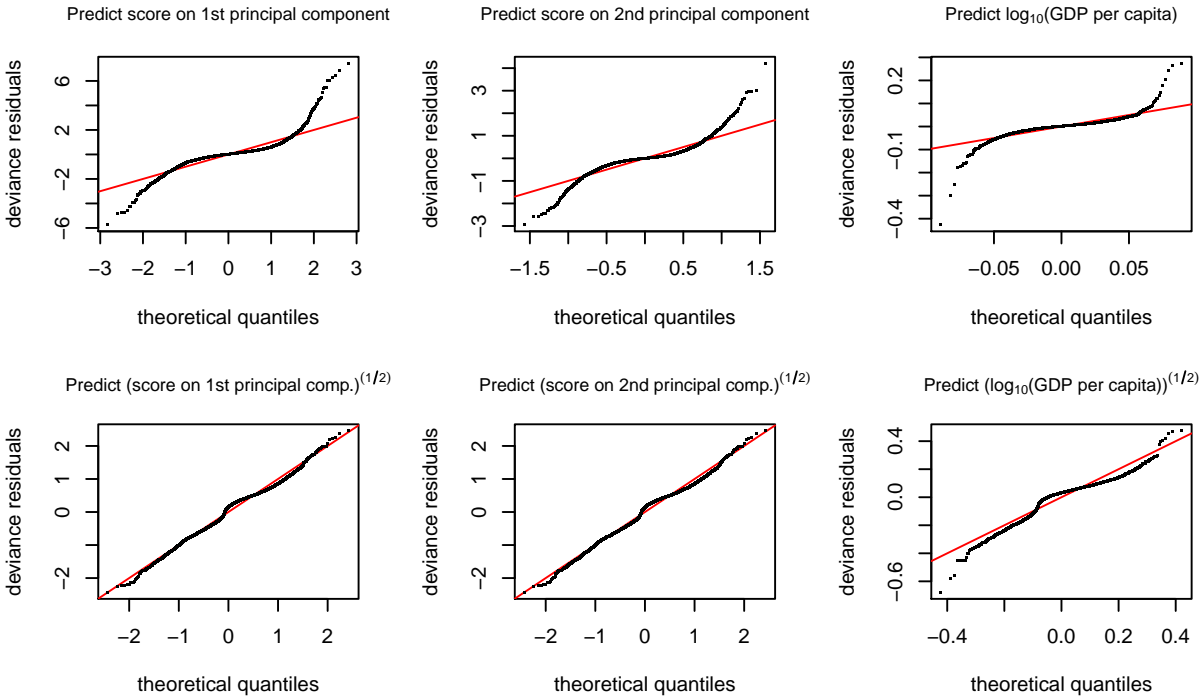 Predict score on 1st principal component
deviance residuals
6
2
−2
−6
−3 −2 −1 0 1 2 3
theoretical quantiles
Predict score on 2nd principal component
deviance residuals
3
1
−1
−3
−1.5 −0.5 0.5 1.5
theoretical quantiles
Predict log₁₀(GDP per capita)
deviance residuals
0.2
−0.1
−0.4
−0.05 0.00 0.05
theoretical quantiles
Predict (score on 1st principal comp.)⁽¹/²⁾
deviance residuals
2
1
0
−2
−2 −1 0 1 2
theoretical quantiles
Predict (score on 2nd principal comp.)⁽¹/²⁾
deviance residuals
2
1
0
−2
−2 −1 0 1 2
theoretical quantiles
Predict (log₁₀(GDP per capita))⁽¹/²⁾
deviance residuals
0.4
0.0
−0.6
−0.4 0.0 0.2 0.4
theoretical quantiles